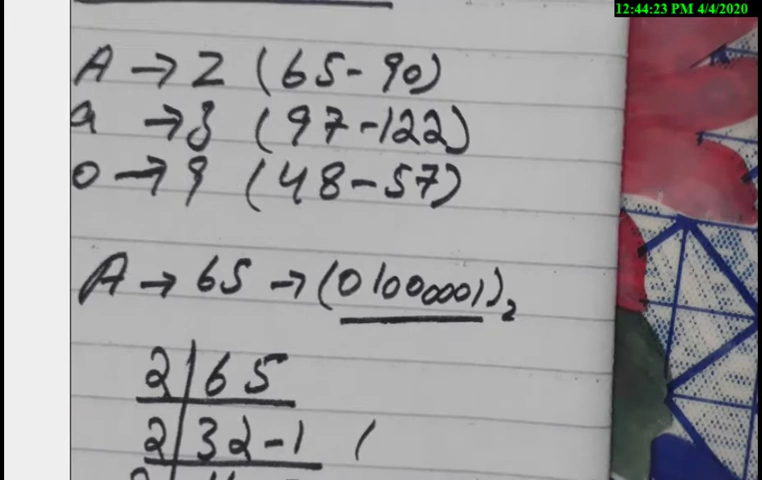 12:44:23 PM 4/4/2020
A → Z (65-90)
a → z (97-122)
0 → 9 (48-57)
A → 65 → (01000001)₂
2 | 65
2 | 32 - 1 (